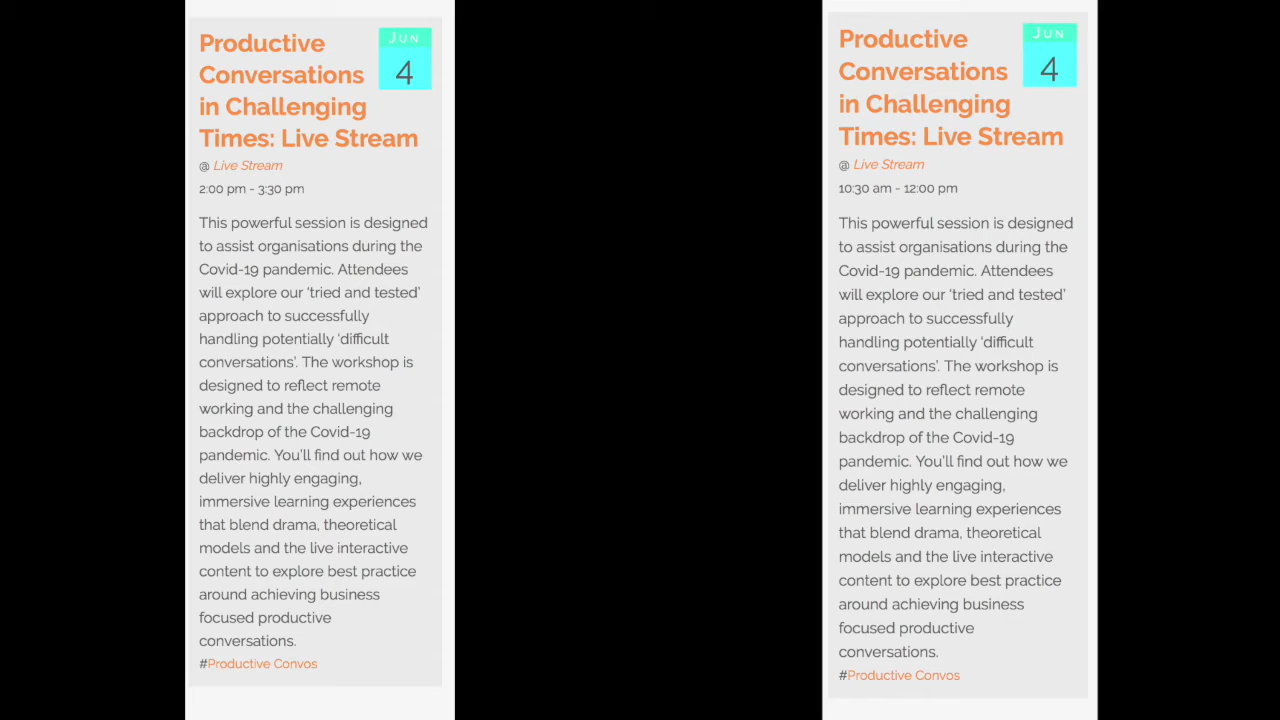 Productive
Conversations
in Challenging
Times: Live Stream
Jun
4
@ Live Stream
2:00 pm - 3:30 pm
This powerful session is designed
to assist organisations during the
Covid-19 pandemic. Attendees
will explore our ‘tried and tested’
approach to successfully
handling potentially ‘difficult
conversations’. The workshop is
designed to reflect remote
working and the challenging
backdrop of the Covid-19
pandemic. You’ll find out how we
deliver highly engaging,
immersive learning experiences
that blend drama, theoretical
models and the live interactive
content to explore best practice
around achieving business
focused productive
conversations.
#Productive Convos
Productive
Conversations
in Challenging
Times: Live Stream
Jun
4
@ Live Stream
10:30 am - 12:00 pm
This powerful session is designed
to assist organisations during the
Covid-19 pandemic. Attendees
will explore our ‘tried and tested’
approach to successfully
handling potentially ‘difficult
conversations’. The workshop is
designed to reflect remote
working and the challenging
backdrop of the Covid-19
pandemic. You’ll find out how we
deliver highly engaging,
immersive learning experiences
that blend drama, theoretical
models and the live interactive
content to explore best practice
around achieving business
focused productive
conversations.
#Productive Convos